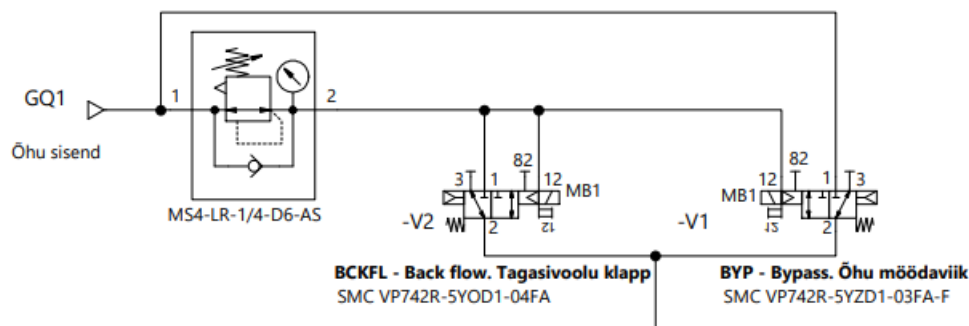 GQ1
1
2
Õhu sisend
MS4-LR-1/4-D6-AS
3
1
82
12
MB1
-V2
2
12
12
82
1
3
MB1
-V1
2
12
BCKFL - Back flow. Tagasivoolu klapp
SMC VP742R-5YOD1-04FA
BYP - Bypass. Õhu möödaviik
SMC VP742R-5YZD1-03FA-F